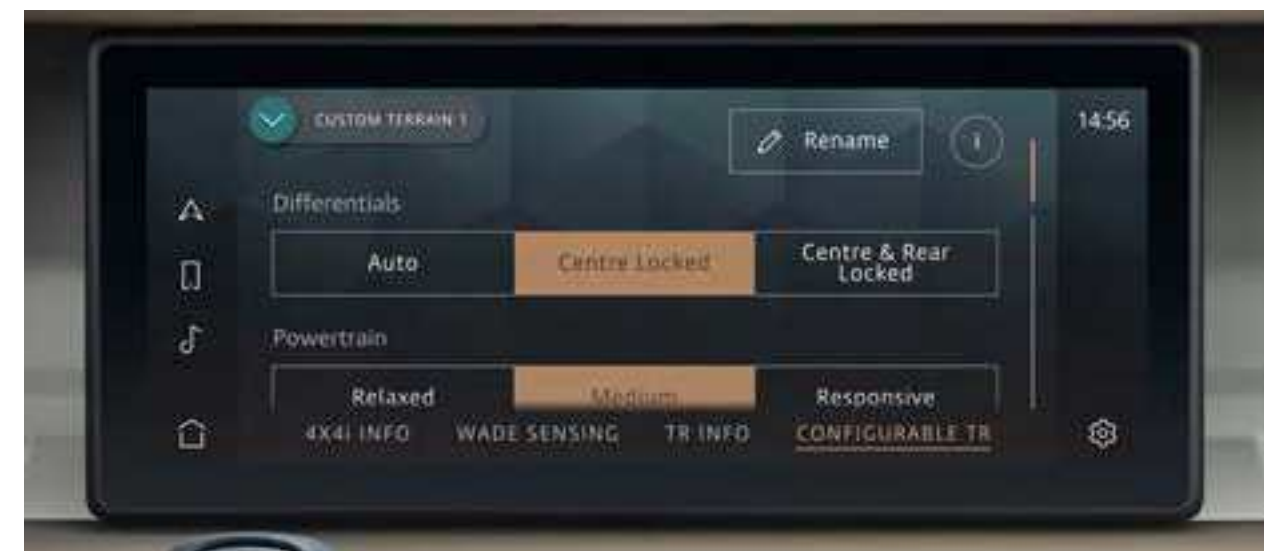 CUSTOM TERRAIN 1
Rename
i
14:56
Differentials
Auto
Centre Locked
Centre & Rear
Locked
Powertrain
Relaxed
Medium
Responsive
4X4i INFO
WADE SENSING
TR INFO
CONFIGURABLE TR